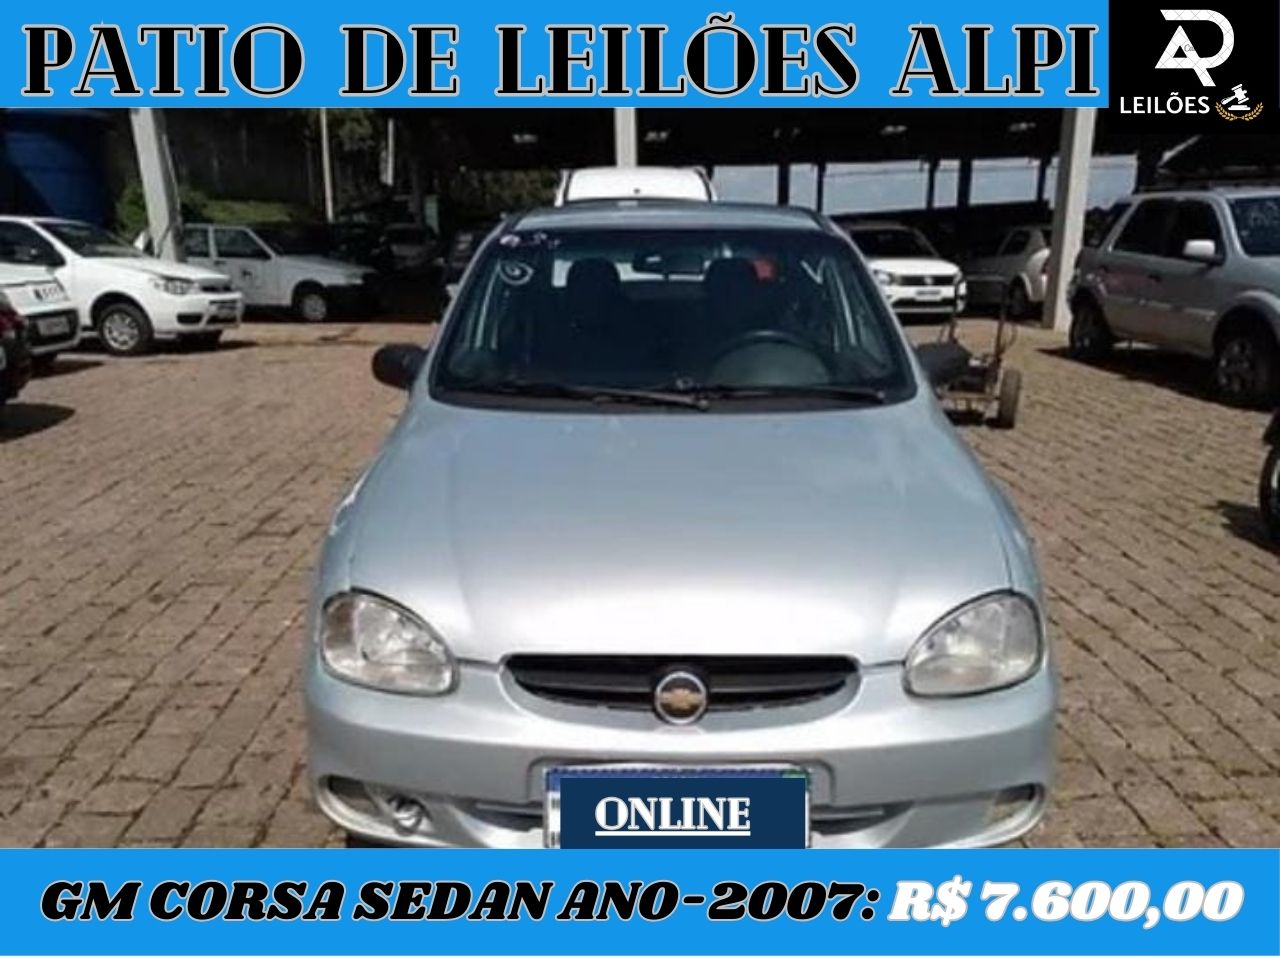 PATIO DE LEILÕES ALPI
LEILÕES
ONLINE
GM CORSA SEDAN ANO-2007: R$ 7.600,00